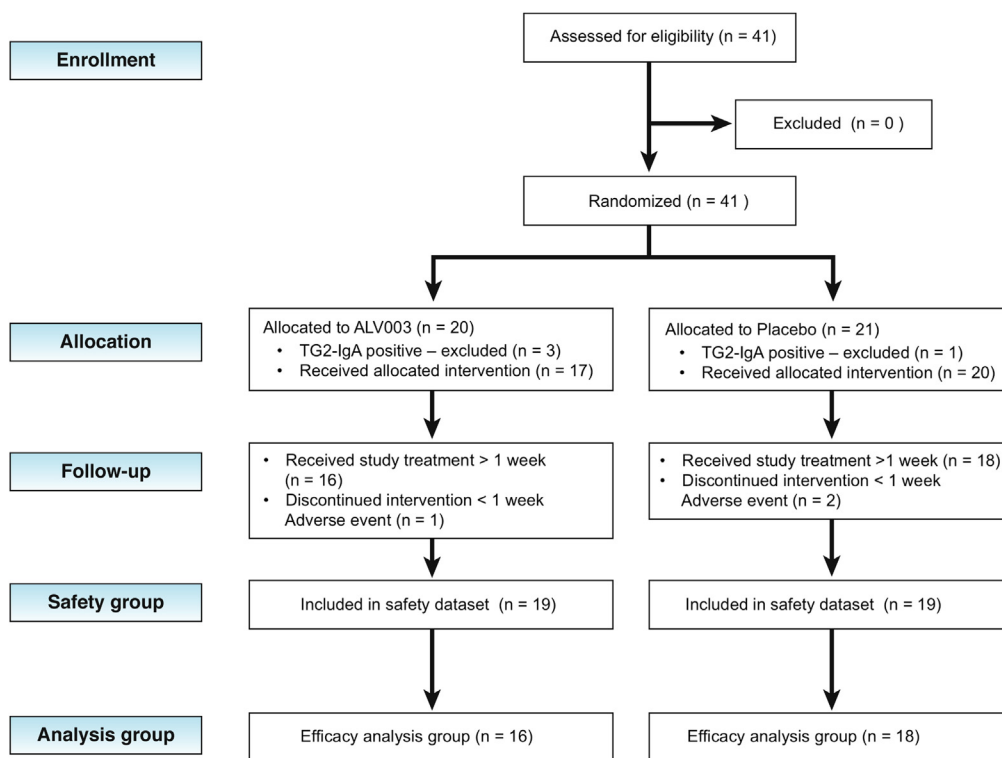 Enrollment
Assessed for eligibility (n = 41)
Excluded (n = 0 )
Randomized (n = 41 )
Allocation
Allocated to ALV003 (n = 20)
• TG2-IgA positive – excluded (n = 3)
• Received allocated intervention (n = 17)
Allocated to Placebo (n = 21)
• TG2-IgA positive – excluded (n = 1)
• Received allocated intervention (n = 20)
Follow-up
• Received study treatment > 1 week
(n = 16)
• Discontinued intervention < 1 week
Adverse event (n = 1)
• Received study treatment >1 week (n = 18)
• Discontinued intervention < 1 week
Adverse event (n = 2)
Safety group
Included in safety dataset (n = 19)
Included in safety dataset (n = 19)
Analysis group
Efficacy analysis group (n = 16)
Efficacy analysis group (n = 18)